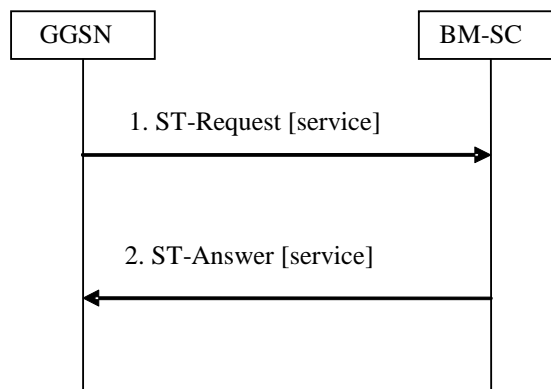 GGSN
BM-SC
1. ST-Request [service]
2. ST-Answer [service]